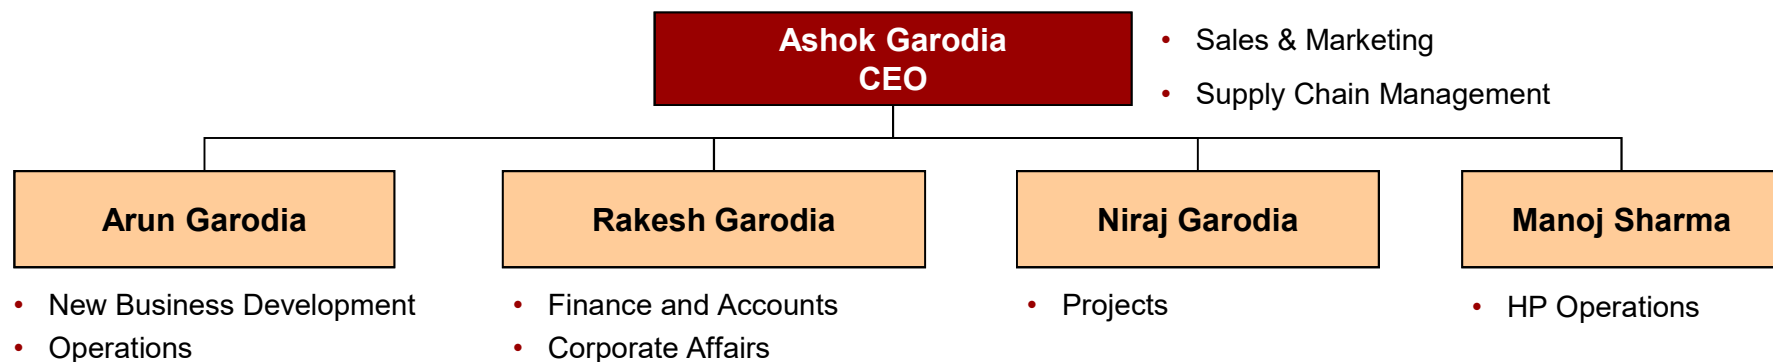 Ashok Garodia
CEO
• Sales & Marketing
• Supply Chain Management
Arun Garodia
Rakesh Garodia
Niraj Garodia
Manoj Sharma
• New Business Development
• Operations
• Finance and Accounts
• Corporate Affairs
• Projects
• HP Operations